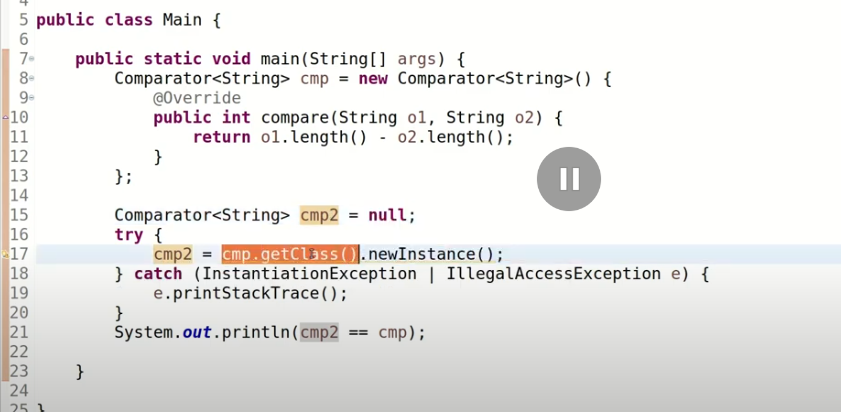 4
5 public class Main {
6
7 public static void main(String[] args) {
8 Comparator<String> cmp = new Comparator<String>() {
9 @Override
10 public int compare(String o1, String o2) {
11 return o1.length() - o2.length();
12 }
13 };
14
15 Comparator<String> cmp2 = null;
16 try {
17 cmp2 = cmp.getClass().newInstance();
18 } catch (InstantiationException | IllegalAccessException e) {
19 e.printStackTrace();
20 }
21 System.out.println(cmp2 == cmp);
22
23 }
24
25 }